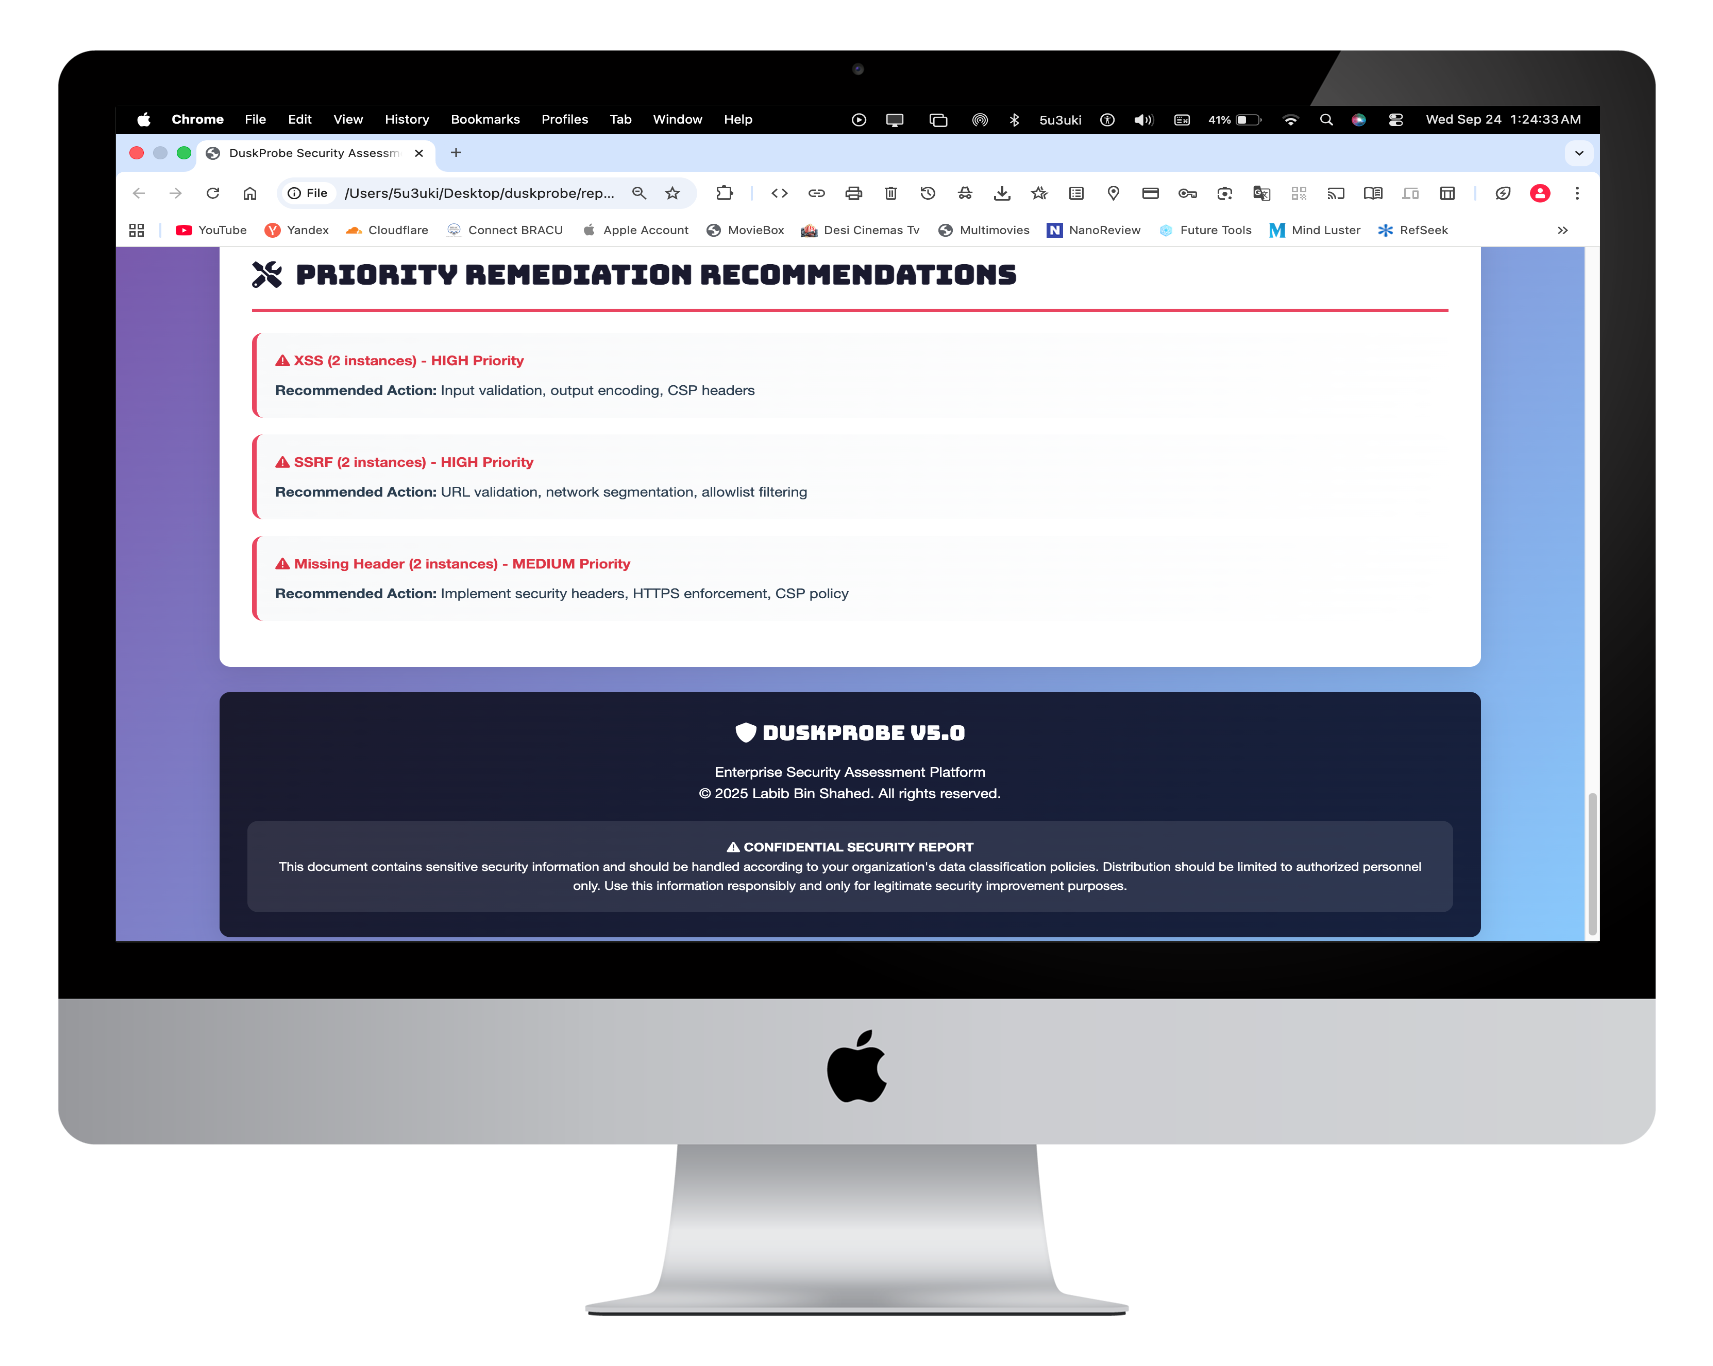 Chrome File Edit View History Bookmarks Profiles Tab Window Help 5u3uki 41% Wed Sep 24 1:24:33 AM
DuskProbe Security Assessm
File /Users/5u3uki/Desktop/duskprobe/rep...
YouTube Yandex Cloudflare Connect BRACU Apple Account MovieBox Desi Cinemas Tv Multimovies NanoReview Future Tools Mind Luster RefSeek
PRIORITY REMEDIATION RECOMMENDATIONS
XSS (2 instances) - HIGH Priority
Recommended Action: Input validation, output encoding, CSP headers
SSRF (2 instances) - HIGH Priority
Recommended Action: URL validation, network segmentation, allowlist filtering
Missing Header (2 instances) - MEDIUM Priority
Recommended Action: Implement security headers, HTTPS enforcement, CSP policy
DUSKPROBE V5.0
Enterprise Security Assessment Platform
© 2025 Labib Bin Shahed. All rights reserved.
CONFIDENTIAL SECURITY REPORT
This document contains sensitive security information and should be handled according to your organization's data classification policies. Distribution should be limited to authorized personnel
only. Use this information responsibly and only for legitimate security improvement purposes.